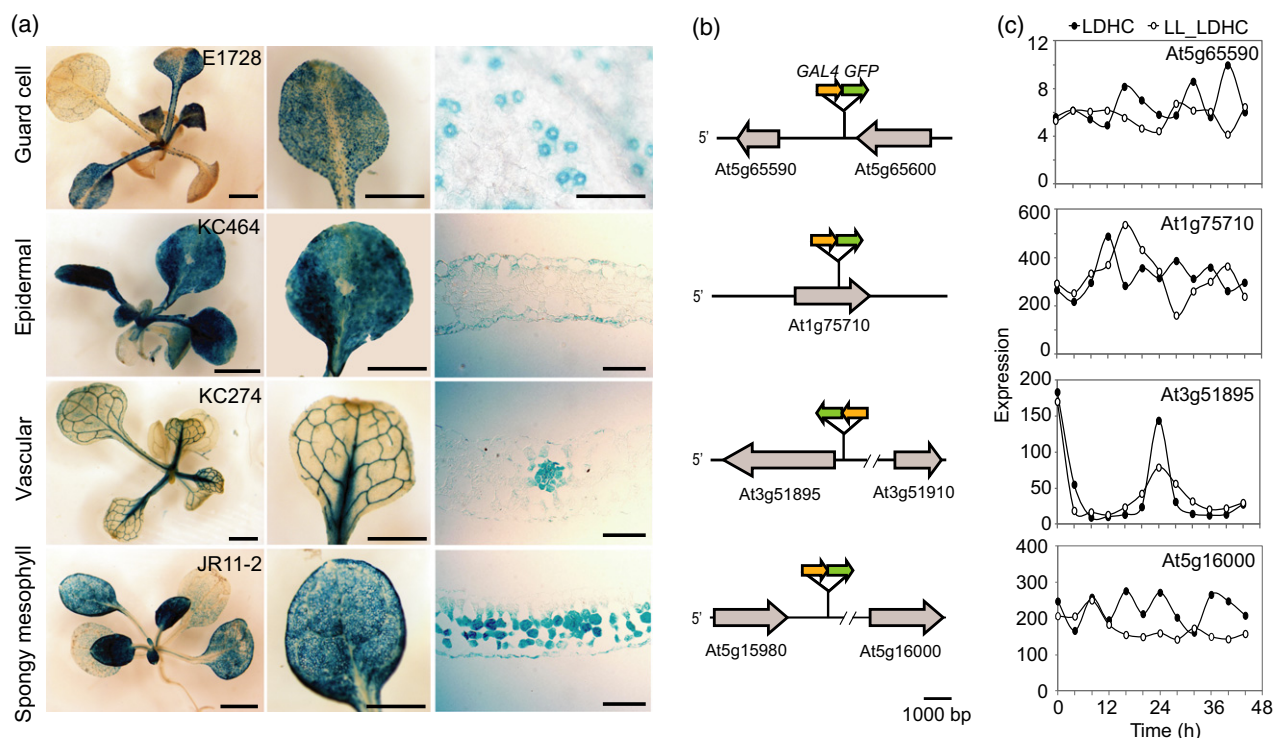 (a)
(b)
(c)
Guard cell
E1728
Epidermal
KC464
Vascular
KC274
Spongy mesophyll
JR11-2
GAL4 GFP
5'
At5g65590
At5g65600
5'
At1g75710
5'
At3g51895
At3g51910
At5g15980
At5g16000
1000 bp
LDHC LL_LDHC
At5g65590
12
8
4
0
At1g75710
600
400
200
0
At3g51895
200
150
100
50
0
At5g16000
400
300
200
100
0
Expression
0 12 24 36 48
Time (h)